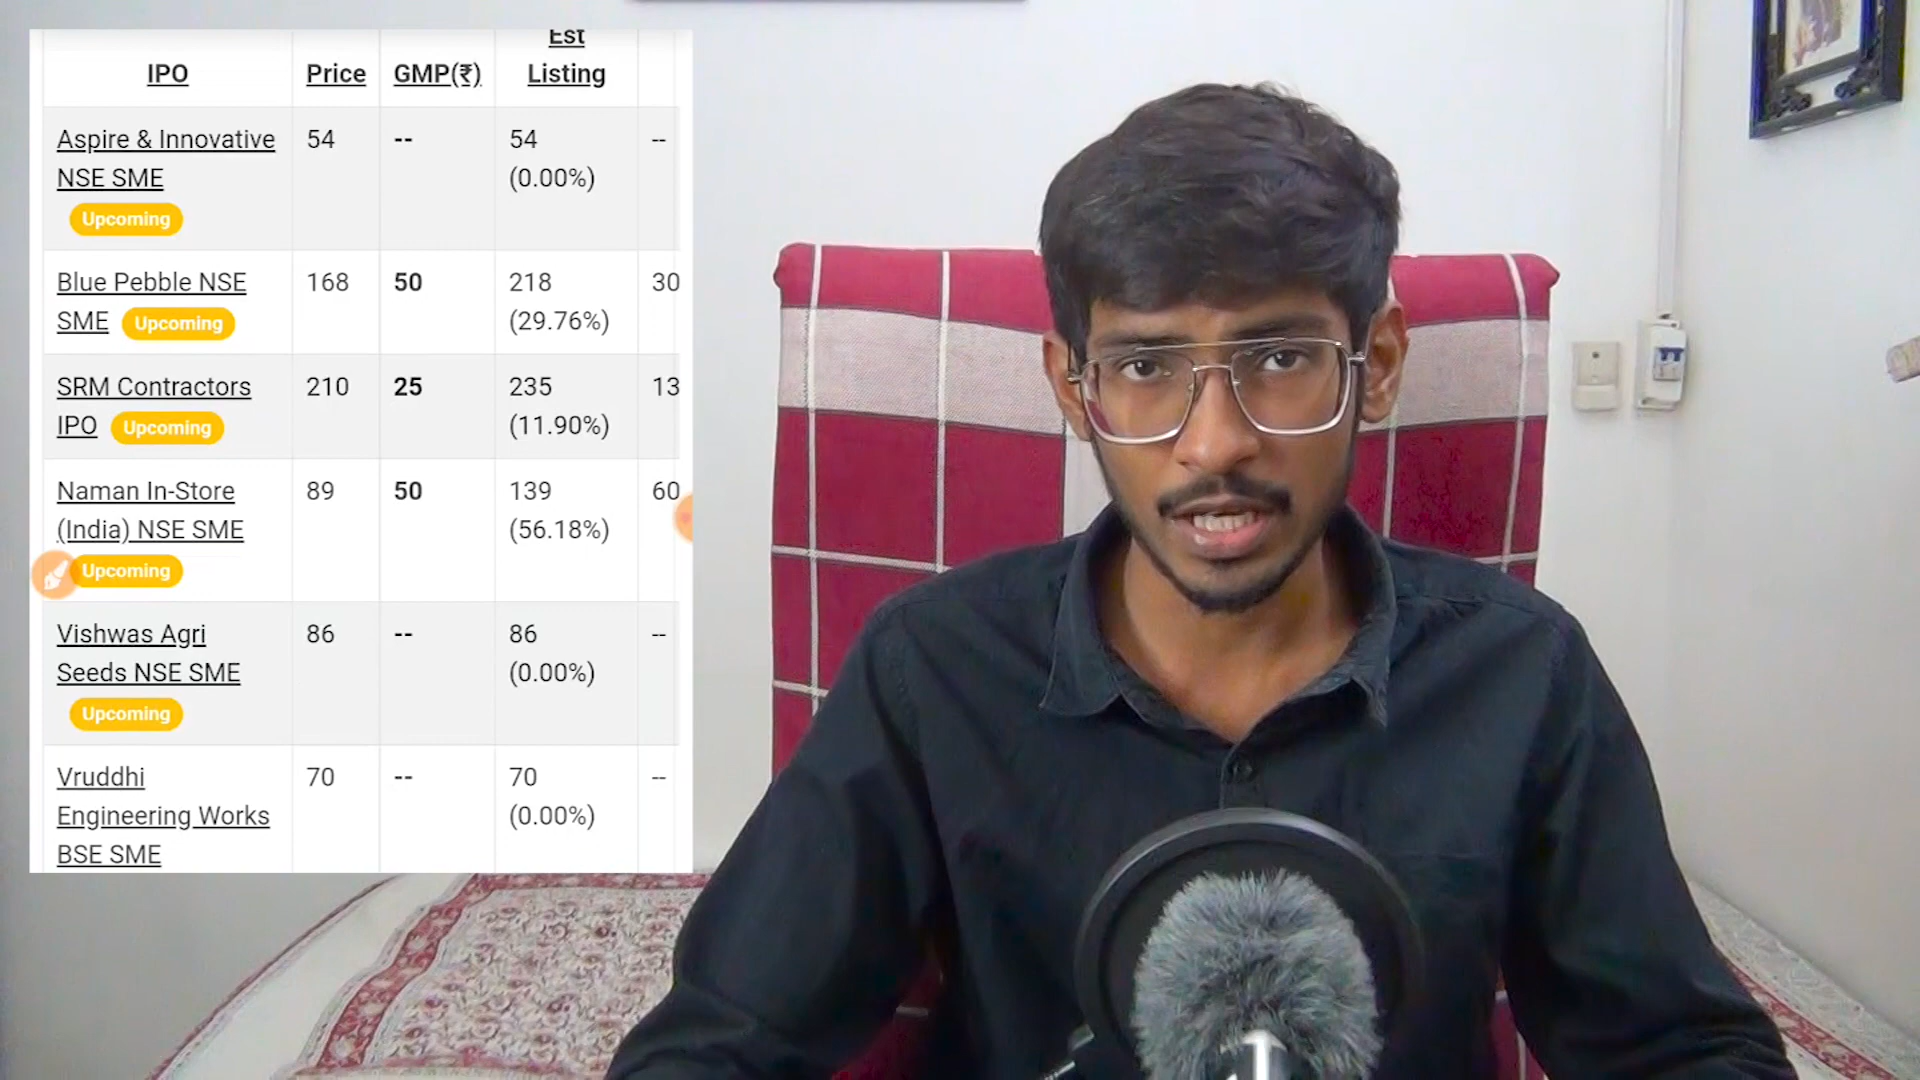 Est
IPO Price GMP(₹) Listing
Aspire & Innovative 54 -- 54 --
NSE SME (0.00%)
Upcoming
Blue Pebble NSE 168 50 218 30
SME Upcoming (29.76%)
SRM Contractors 210 25 235 13
IPO Upcoming (11.90%)
Naman In-Store 89 50 139 60
(India) NSE SME (56.18%)
Upcoming
Vishwas Agri 86 -- 86 --
Seeds NSE SME (0.00%)
Upcoming
Vruddhi 70 -- 70 --
Engineering Works (0.00%)
BSE SME